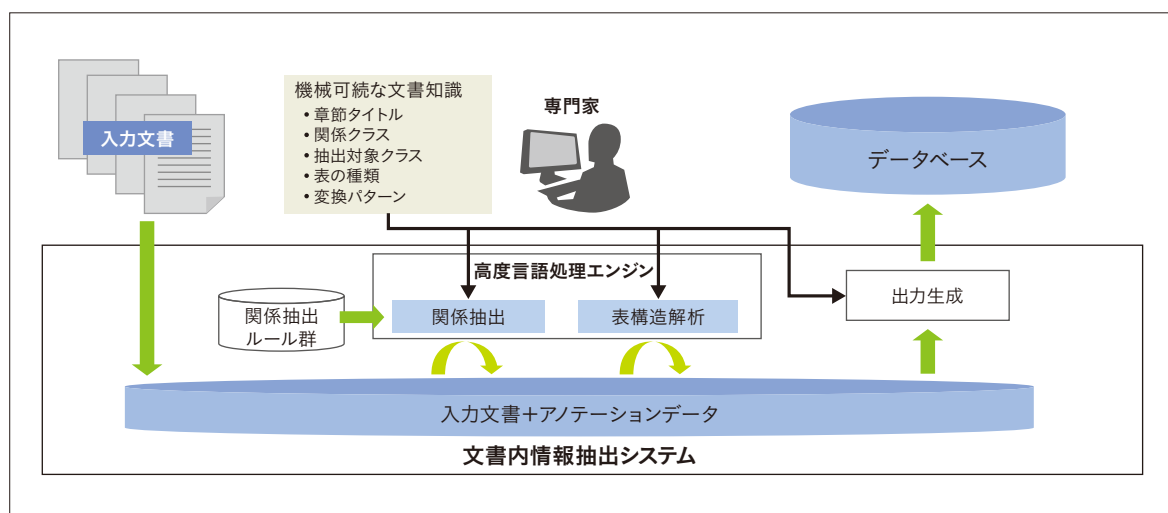 入力文書
機械可続な文書知識
• 章節タイトル
• 関係クラス
• 抽出対象クラス
• 表の種類
• 変換パターン
専門家
データベース
高度言語処理エンジン
関係抽出
ルール群
関係抽出
表構造解析
出力生成
入力文書+アノテーションデータ
文書内情報抽出システム